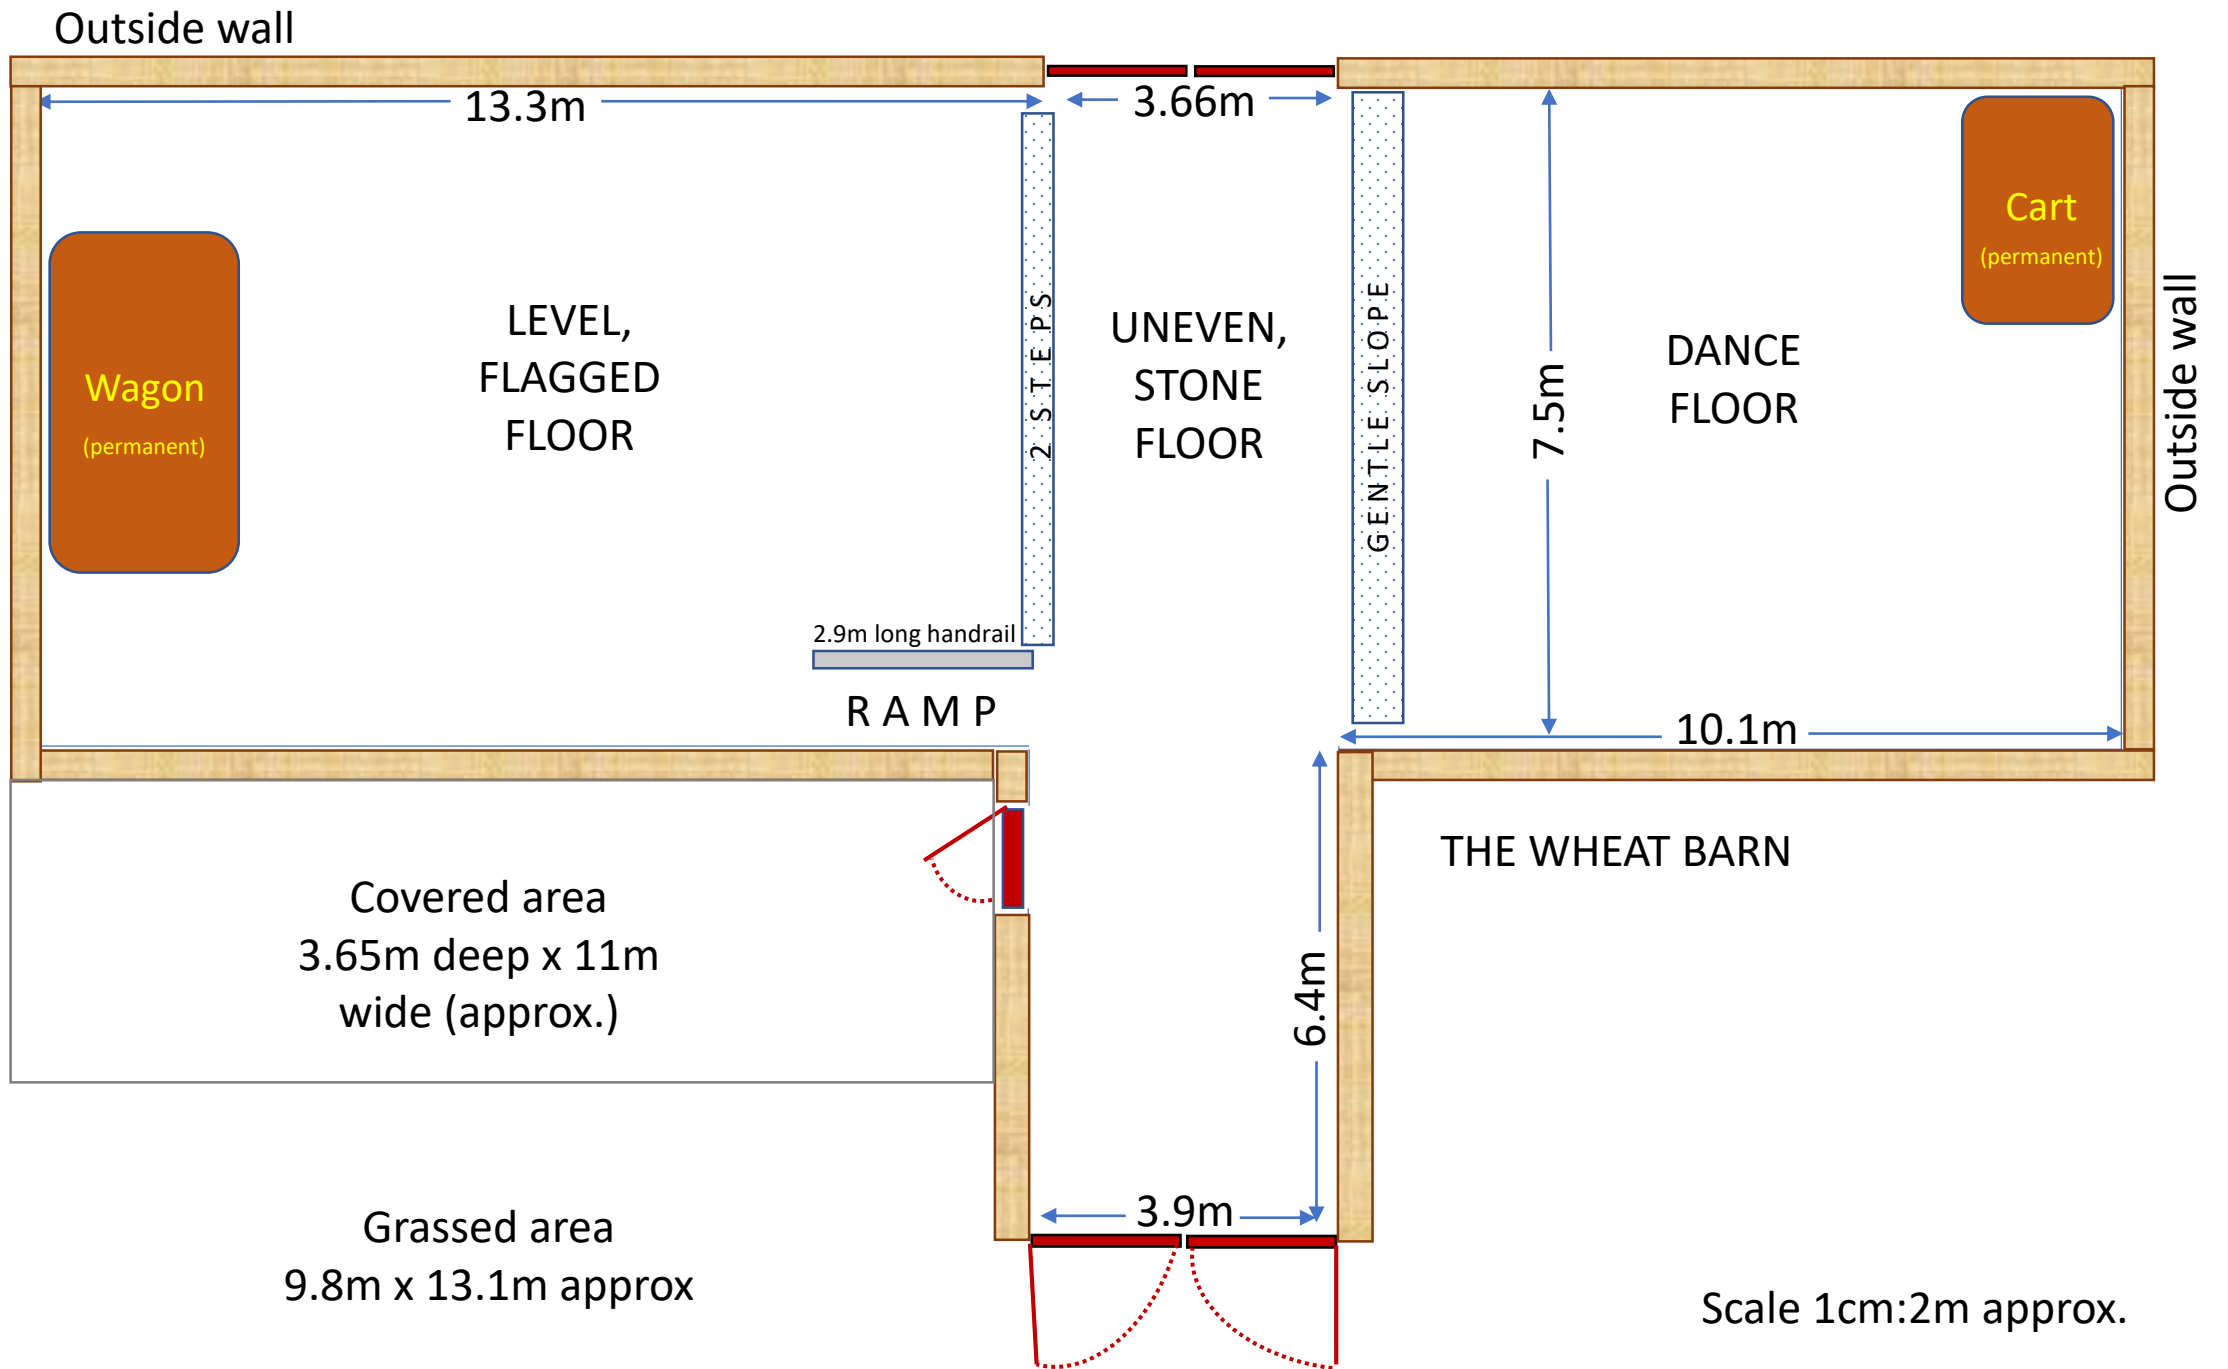 Outside wall
13.3m
3.66m
Cart
(permanent)
Outside wall
LEVEL,
FLAGGED
FLOOR
2 STEPS
UNEVEN,
STONE
FLOOR
GENTLE SLOPE
7.5m
DANCE
FLOOR
Wagon
(permanent)
2.9m long handrail
RAMP
10.1m
THE WHEAT BARN
Covered area
3.65m deep x 11m
wide (approx.)
6.4m
3.9m
Grassed area
9.8m x 13.1m approx
Scale 1cm:2m approx.